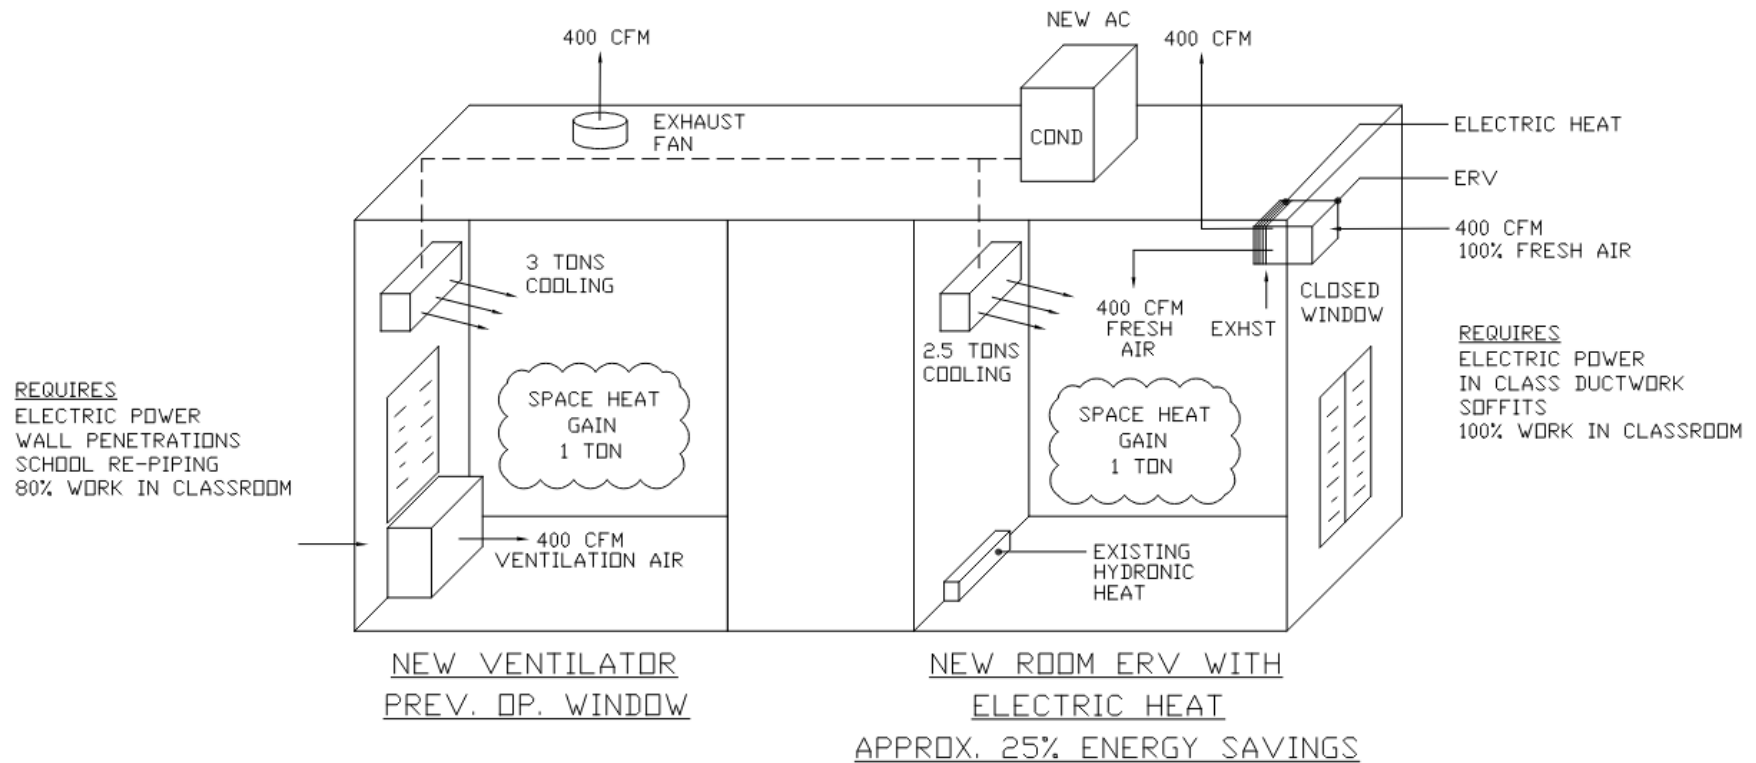 NEW AC
400 CFM
400 CFM
EXHAUST
FAN
COND
ELECTRIC HEAT
ERV
400 CFM
100% FRESH AIR
3 TONS
COOLING
CLOSED
WINDOW
400 CFM
FRESH
AIR
EXHST
2.5 TONS
COOLING
REQUIRES
ELECTRIC POWER
IN CLASS DUCTWORK
SOFFITS
100% WORK IN CLASSROOM
REQUIRES
ELECTRIC POWER
WALL PENETRATIONS
SCHOOL RE-PIPING
80% WORK IN CLASSROOM
SPACE HEAT
GAIN
1 TON
SPACE HEAT
GAIN
1 TON
400 CFM
VENTILATION AIR
EXISTING
HYDRONIC
HEAT
NEW VENTILATOR
PREV. OP. WINDOW
NEW ROOM ERV WITH
ELECTRIC HEAT
APPROX. 25% ENERGY SAVINGS